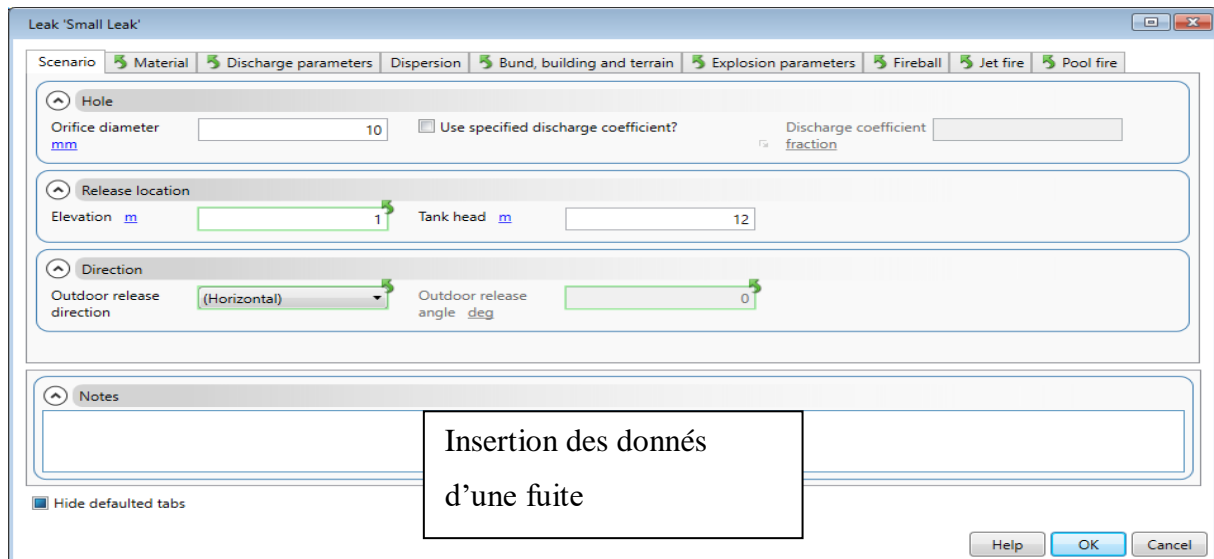 Leak 'Small Leak'
Scenario Material Discharge parameters Dispersion Bund, building and terrain Explosion parameters Fireball Jet fire Pool fire
Hole
Orifice diameter 10 Use specified discharge coefficient? Discharge coefficient
mm fraction
Release location
Elevation m 1 Tank head m 12
Direction
Outdoor release (Horizontal) Outdoor release 0
direction angle deg
Notes
Insertion des donnés
d'une fuite
Hide defaulted tabs
Help OK Cancel